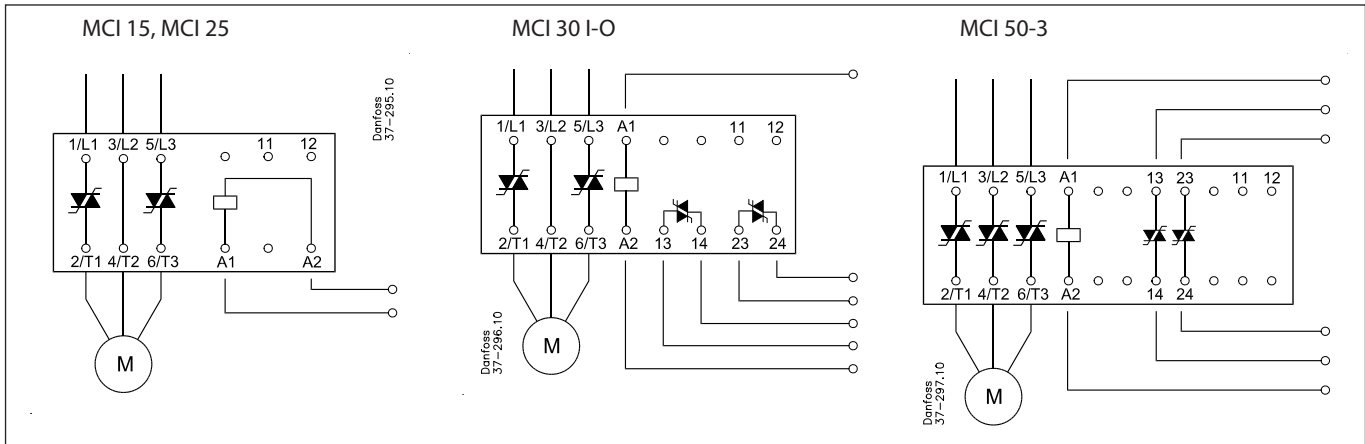 MCI 15, MCI 25
Danfoss
37-295.10
1/L1 3/L2 5/L3 11 12
2/T1 4/T2 6/T3 A1 A2
M
MCI 30 I-O
1/L1 3/L2 5/L3 A1 11 12
2/T1 4/T2 6/T3 A2 13 14 23 24
Danfoss
37-296.10
M
MCI 50-3
1/L1 3/L2 5/L3 A1 13 23 11 12
2/T1 4/T2 6/T3 A2 14 24
Danfoss
37-297.10
M